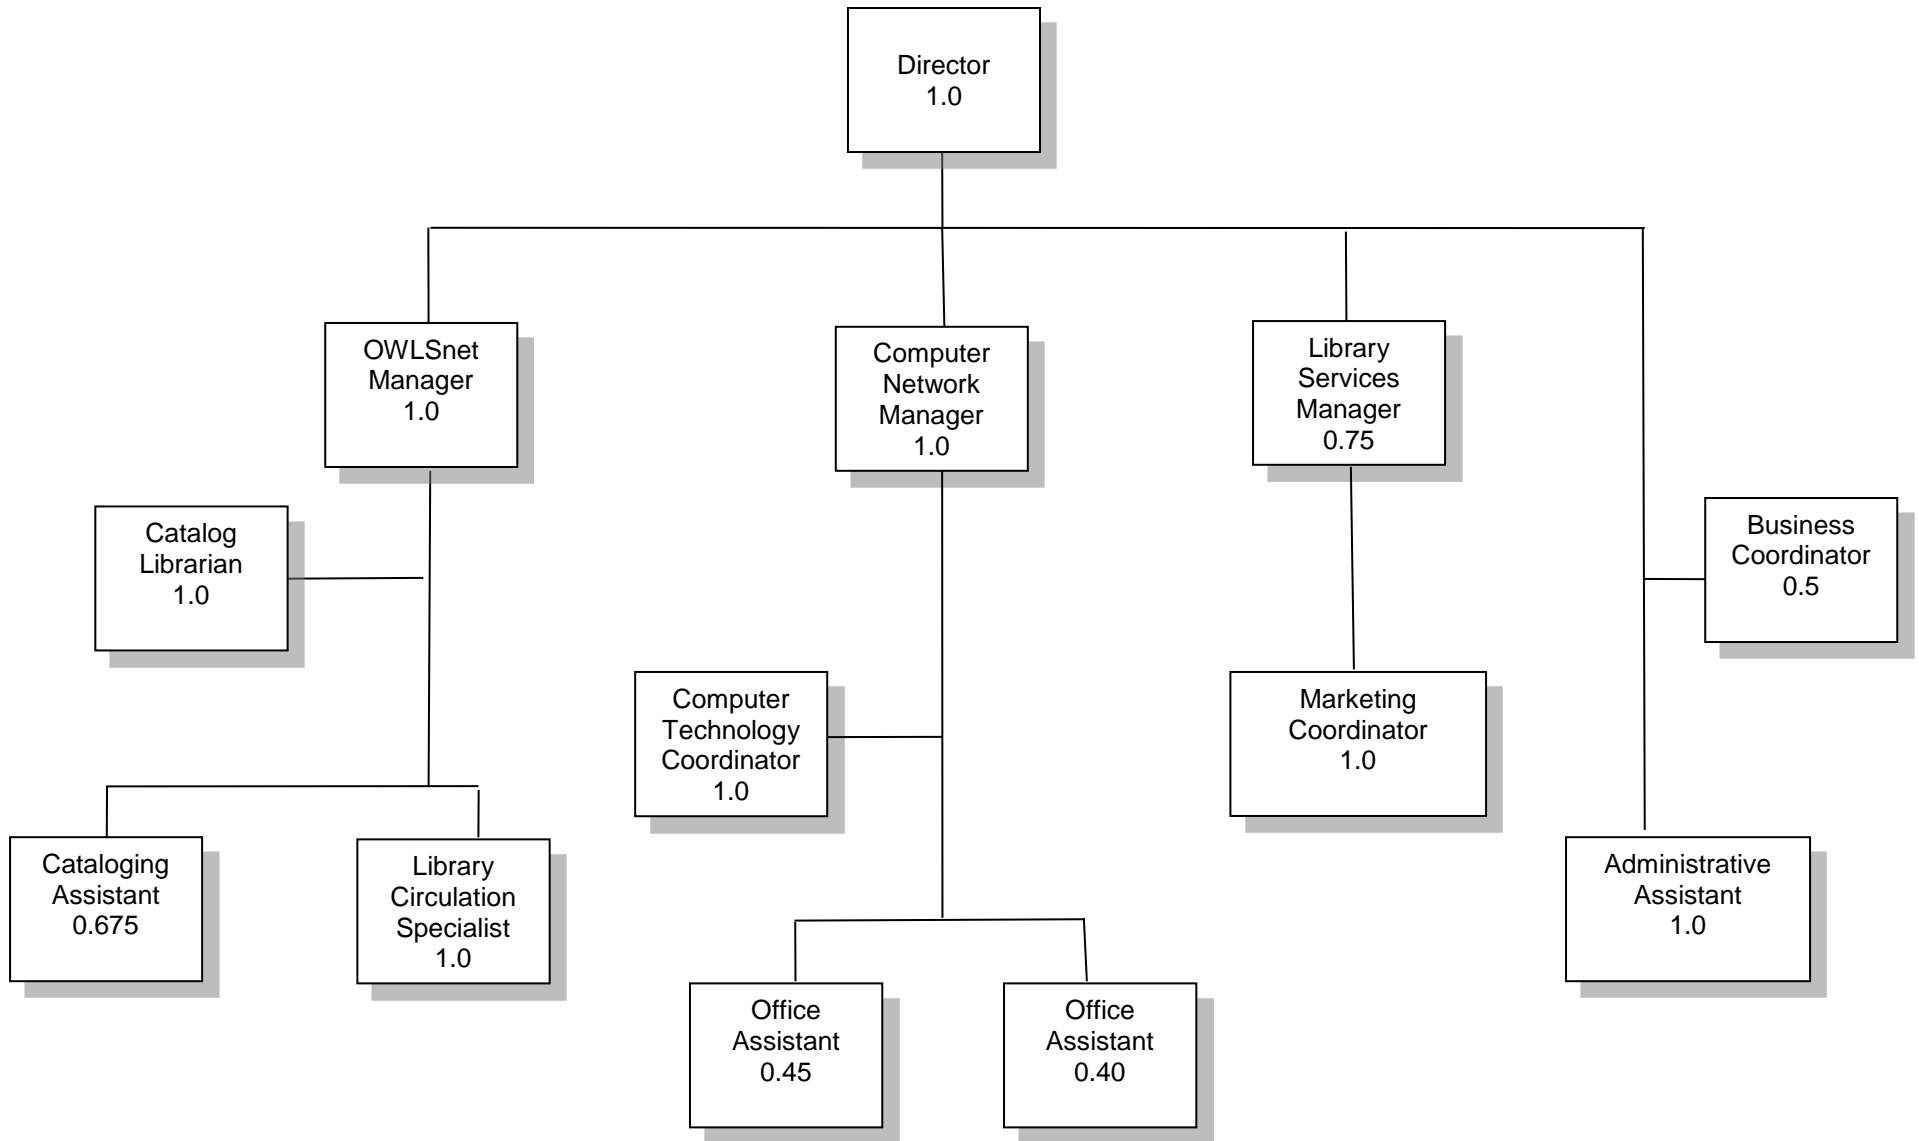 Director
1.0
OWLSnet
Manager
1.0
Computer
Network
Manager
1.0
Library
Services
Manager
0.75
Catalog
Librarian
1.0
Business
Coordinator
0.5
Computer
Technology
Coordinator
1.0
Marketing
Coordinator
1.0
Cataloging
Assistant
0.675
Library
Circulation
Specialist
1.0
Administrative
Assistant
1.0
Office
Assistant
0.45
Office
Assistant
0.40